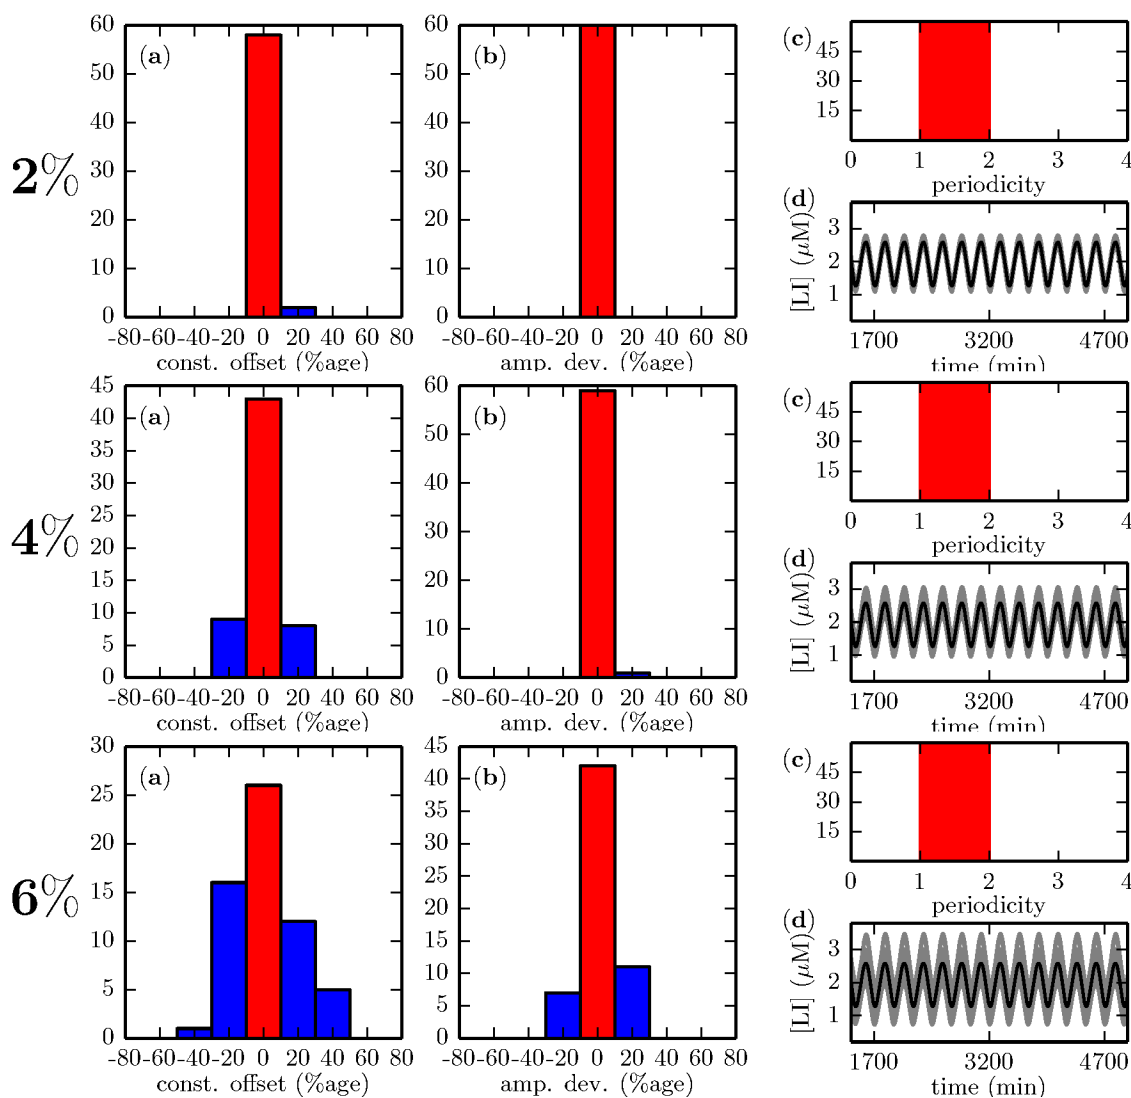 2%
(a)
60
50
40
30
20
10
0
-80-60-40-20 0 20 40 60 80
const. offset (%age)
(b)
60
50
40
30
20
10
0
-80-60-40-20 0 20 40 60 80
amp. dev. (%age)
(c)
45
30
15
0 1 2 3 4
periodicity
(d)
[LI] (μM)
3
2
1
1700 3200 4700
time (min)
4%
(a)
45
40
35
30
25
20
15
10
5
0
-80-60-40-20 0 20 40 60 80
const. offset (%age)
(b)
60
50
40
30
20
10
0
-80-60-40-20 0 20 40 60 80
amp. dev. (%age)
(c)
45
30
15
0 1 2 3 4
periodicity
(d)
[LI] (μM)
3
2
1
1700 3200 4700
time (min)
6%
(a)
30
25
20
15
10
5
0
-80-60-40-20 0 20 40 60 80
const. offset (%age)
(b)
45
40
35
30
25
20
15
10
5
0
-80-60-40-20 0 20 40 60 80
amp. dev. (%age)
(c)
45
30
15
0 1 2 3 4
periodicity
(d)
[LI] (μM)
3
2
1
1700 3200 4700
time (min)